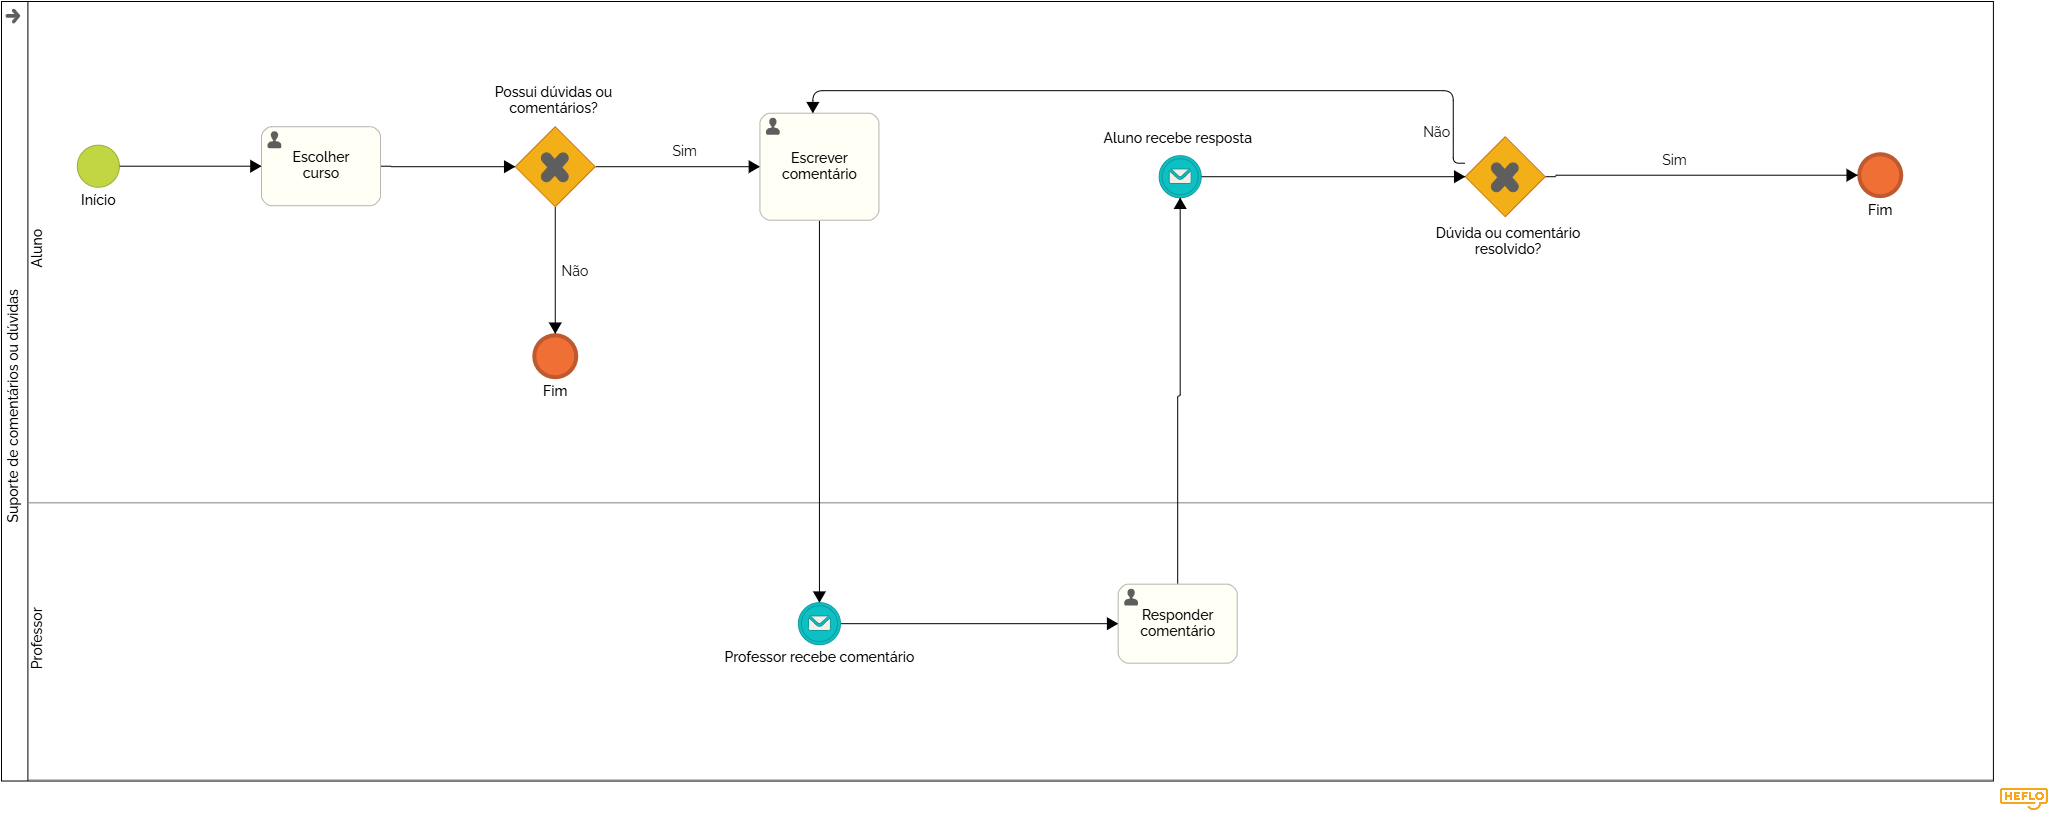 Suporte de comentários ou dúvidas
Aluno
Início
Escolher
curso
Possui dúvidas ou
comentários?
Sim
Não
Fim
Escrever
comentário
Aluno recebe resposta
Não
Dúvida ou comentário
resolvido?
Sim
Fim
Professor
Professor recebe comentário
Responder
comentário
HEFLO